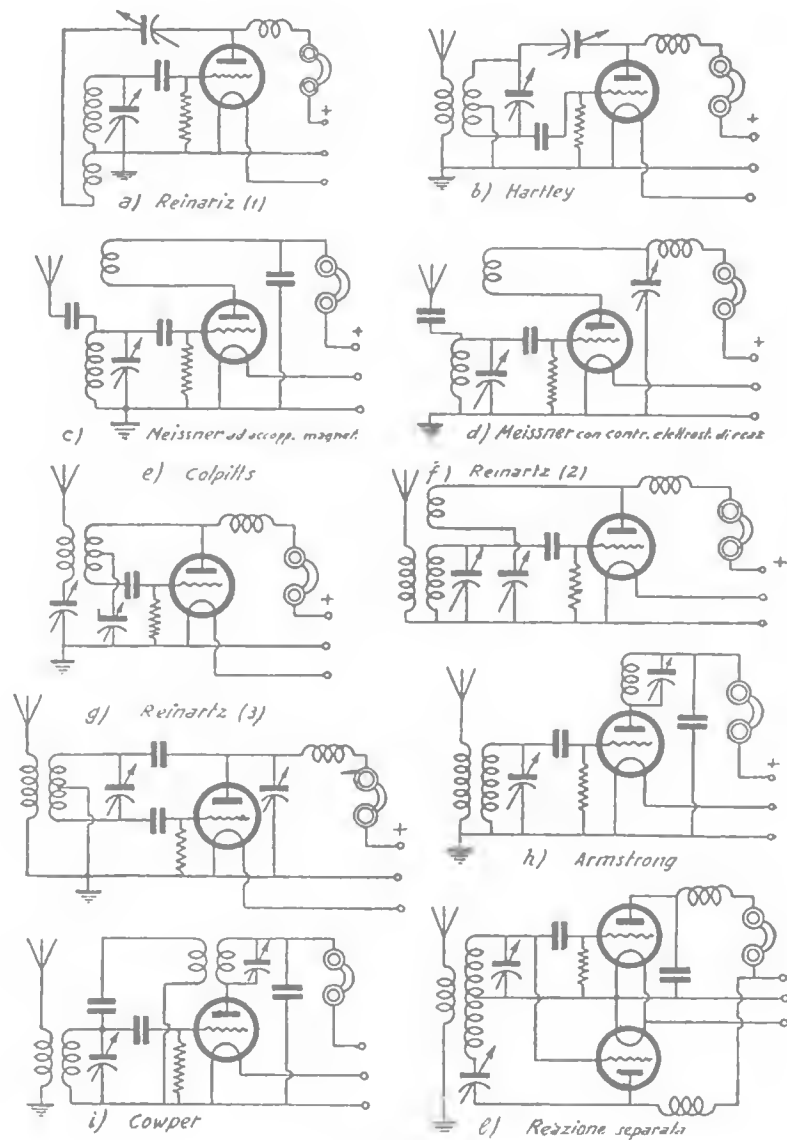 +
a) Reinariz (1)
+
b) Hartley
+
c) Meissner ad accopp. magnet.
+
d) Meissner con contr. elettrost. di reaz
e) Colpitts
+
f) Reinartz (2)
+
g) Reinartz (3)
+
+
h) Armstrong
i) Cowper
l) Reazione separata